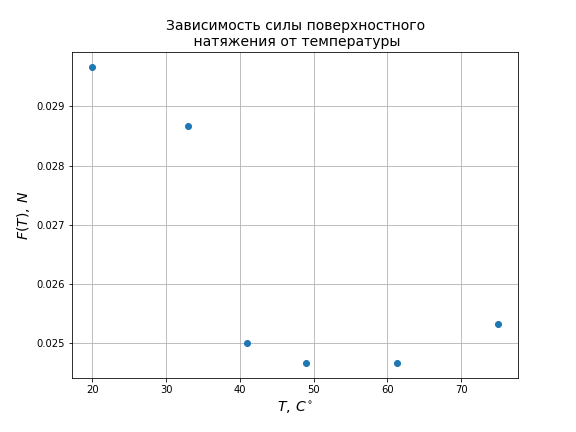 Зависимость силы поверхностного
натяжения от температуры
0.029
0.028
0.027
0.026
0.025
F(T), N
20 30 40 50 60 70
T, C°